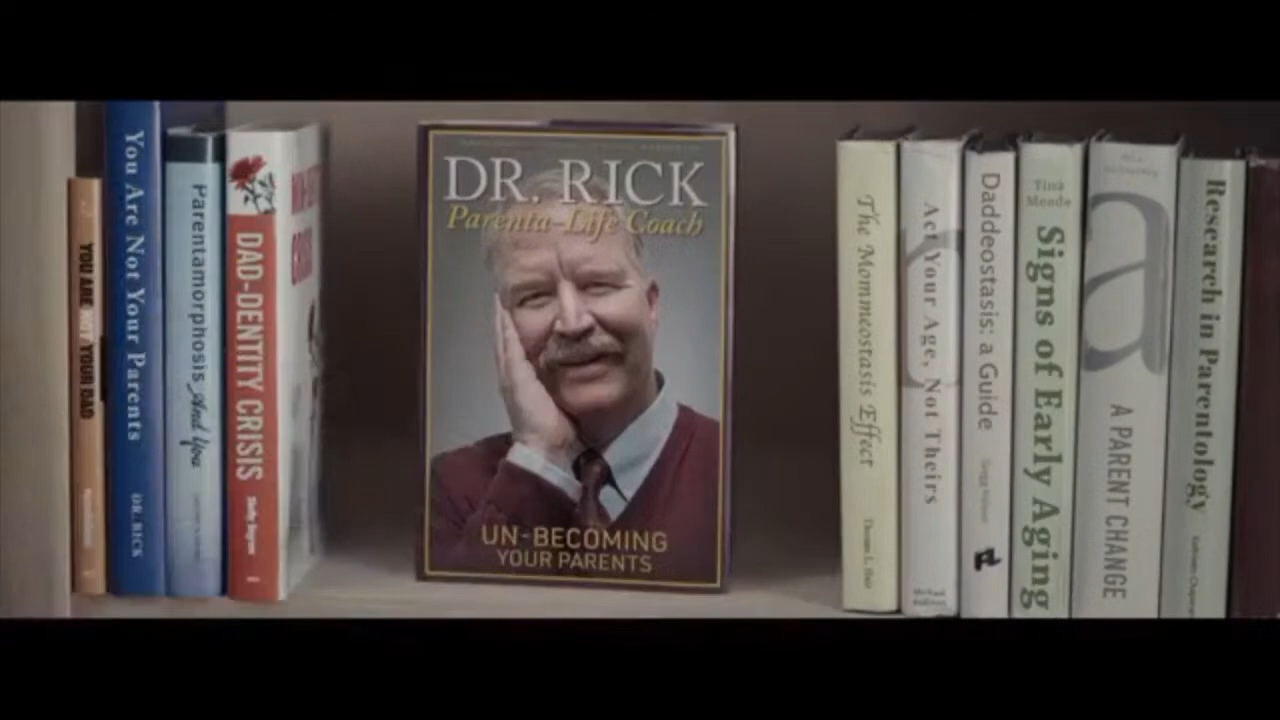 YOU ARE NOT YOUR DAD
You Are Not Your Parents
DR. RICK
Parentamorphosis And You
DAD-DENTITY CRISIS
DR. RICK
Parenta-Life Coach
UN-BECOMING
YOUR PARENTS
The Mommeostasis Effect
Thomas L. Hair
Act Your Age, Not Theirs
Daddeostasis: a Guide
Tina
Meade
Signs of Early Aging
a
A PARENT CHANGE
Research in Parentology